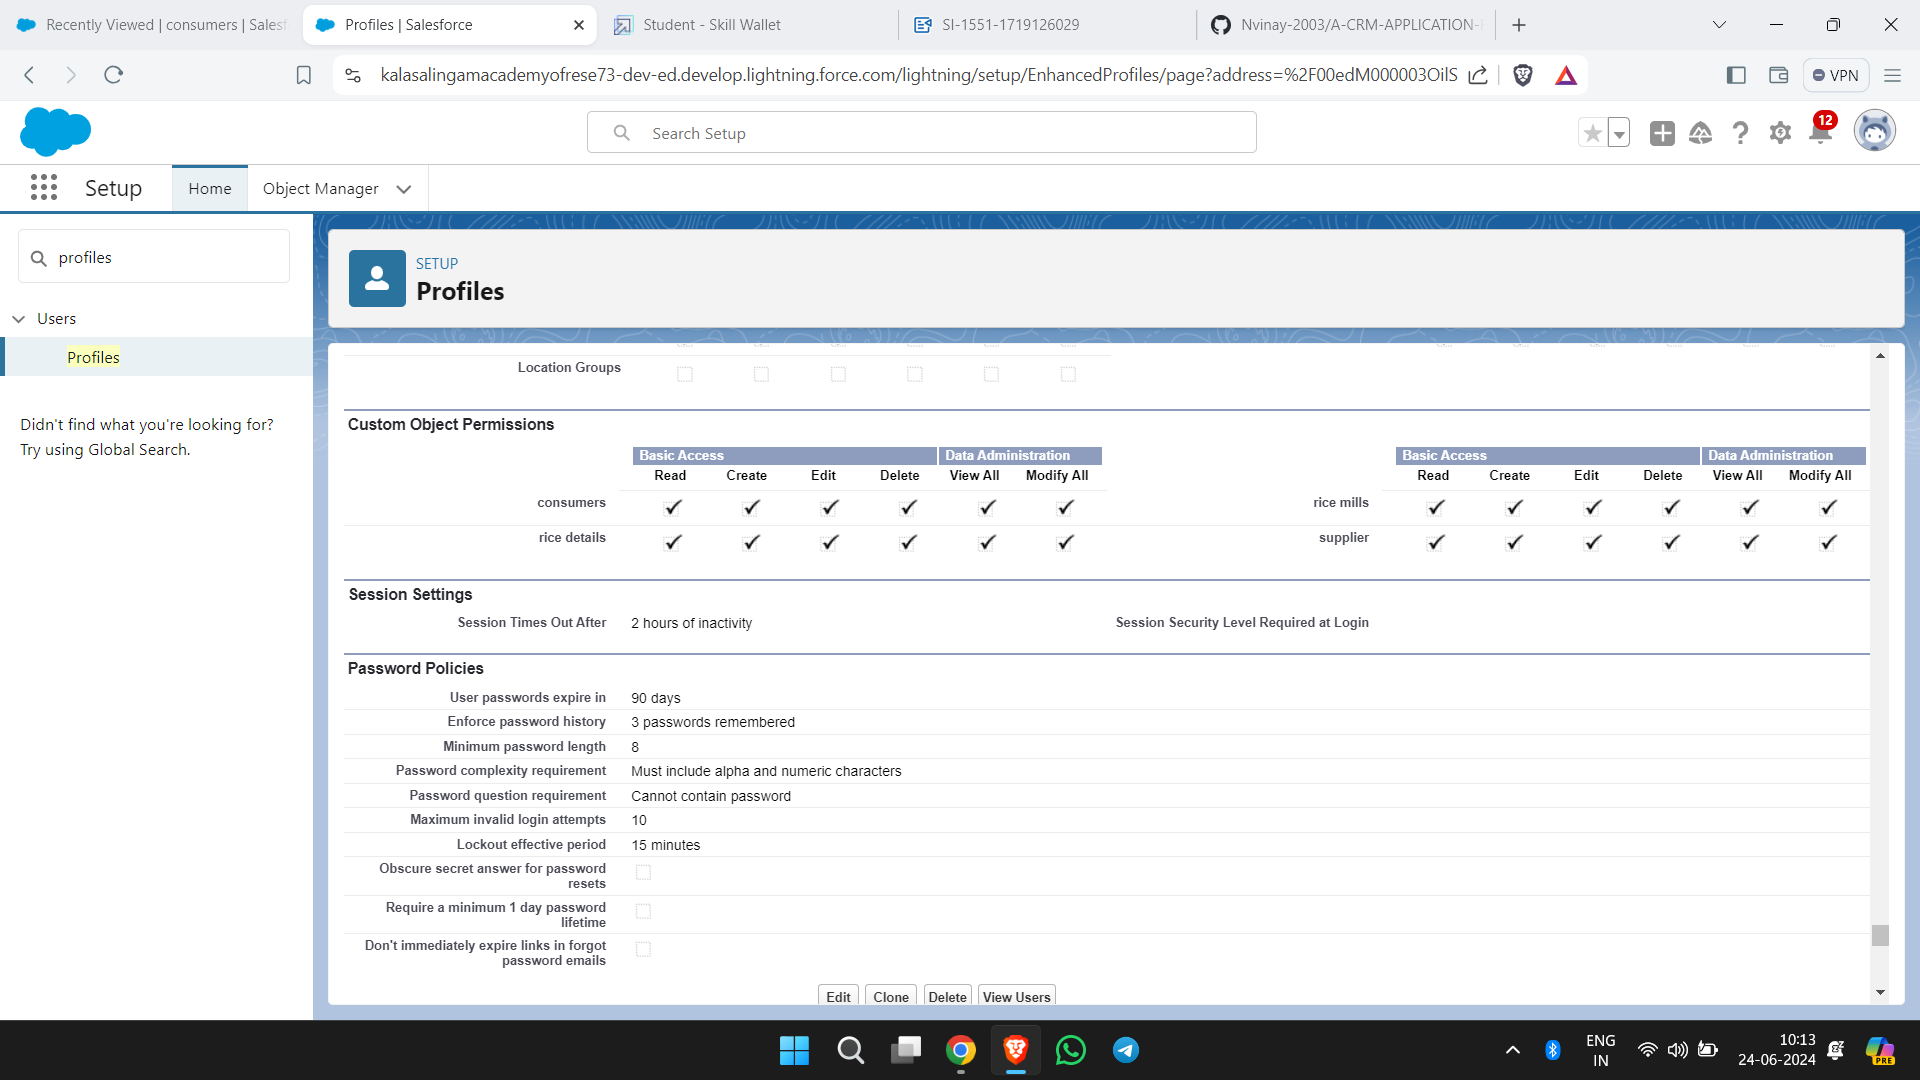 Recently Viewed | consumers | Salesf
Profiles | Salesforce
Student - Skill Wallet
SI-1551-1719126029
Nvinay-2003/A-CRM-APPLICATION-
kalasalingamacademyofrese73-dev-ed.develop.lightning.force.com/lightning/setup/EnhancedProfiles/page?address=%2F00edM000003OilS
VPN
Search Setup
12
Setup
Home
Object Manager
profiles
Users
Profiles
Didn't find what you're looking for?
Try using Global Search.
SETUP
Profiles
Location Groups
Custom Object Permissions
Basic Access Data Administration Basic Access Data Administration
Read Create Edit Delete View All Modify All Read Create Edit Delete View All Modify All
consumers rice mills
rice details supplier
Session Settings
Session Times Out After 2 hours of inactivity Session Security Level Required at Login
Password Policies
User passwords expire in 90 days
Enforce password history 3 passwords remembered
Minimum password length 8
Password complexity requirement Must include alpha and numeric characters
Password question requirement Cannot contain password
Maximum invalid login attempts 10
Lockout effective period 15 minutes
Obscure secret answer for password
resets
Require a minimum 1 day password
lifetime
Don't immediately expire links in forgot
password emails
Edit Clone Delete View Users
ENG
IN
10:13
24-06-2024
PRE